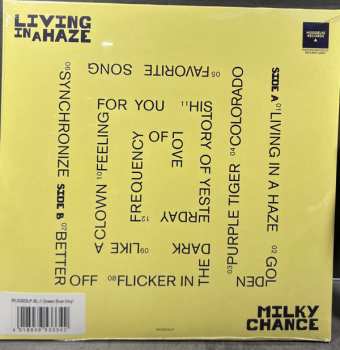 LIVING
IN A HAZE
SIDE A 01 LIVING IN A HAZE 02 GOLDEN
03 PURPLE TIGER 04 COLORADO
05 FAVORITE SONG
06 SYNCHRONIZE SIDE B 07 BETTER
OFF 08 FLICKER IN THE
DARK 09 LIKE
A CLOWN 10 FEELING
FOR YOU 11 HIS
STORY OF YESTERDAY
12 FREQUENCY OF
LOVE
MILKY
CHANCE